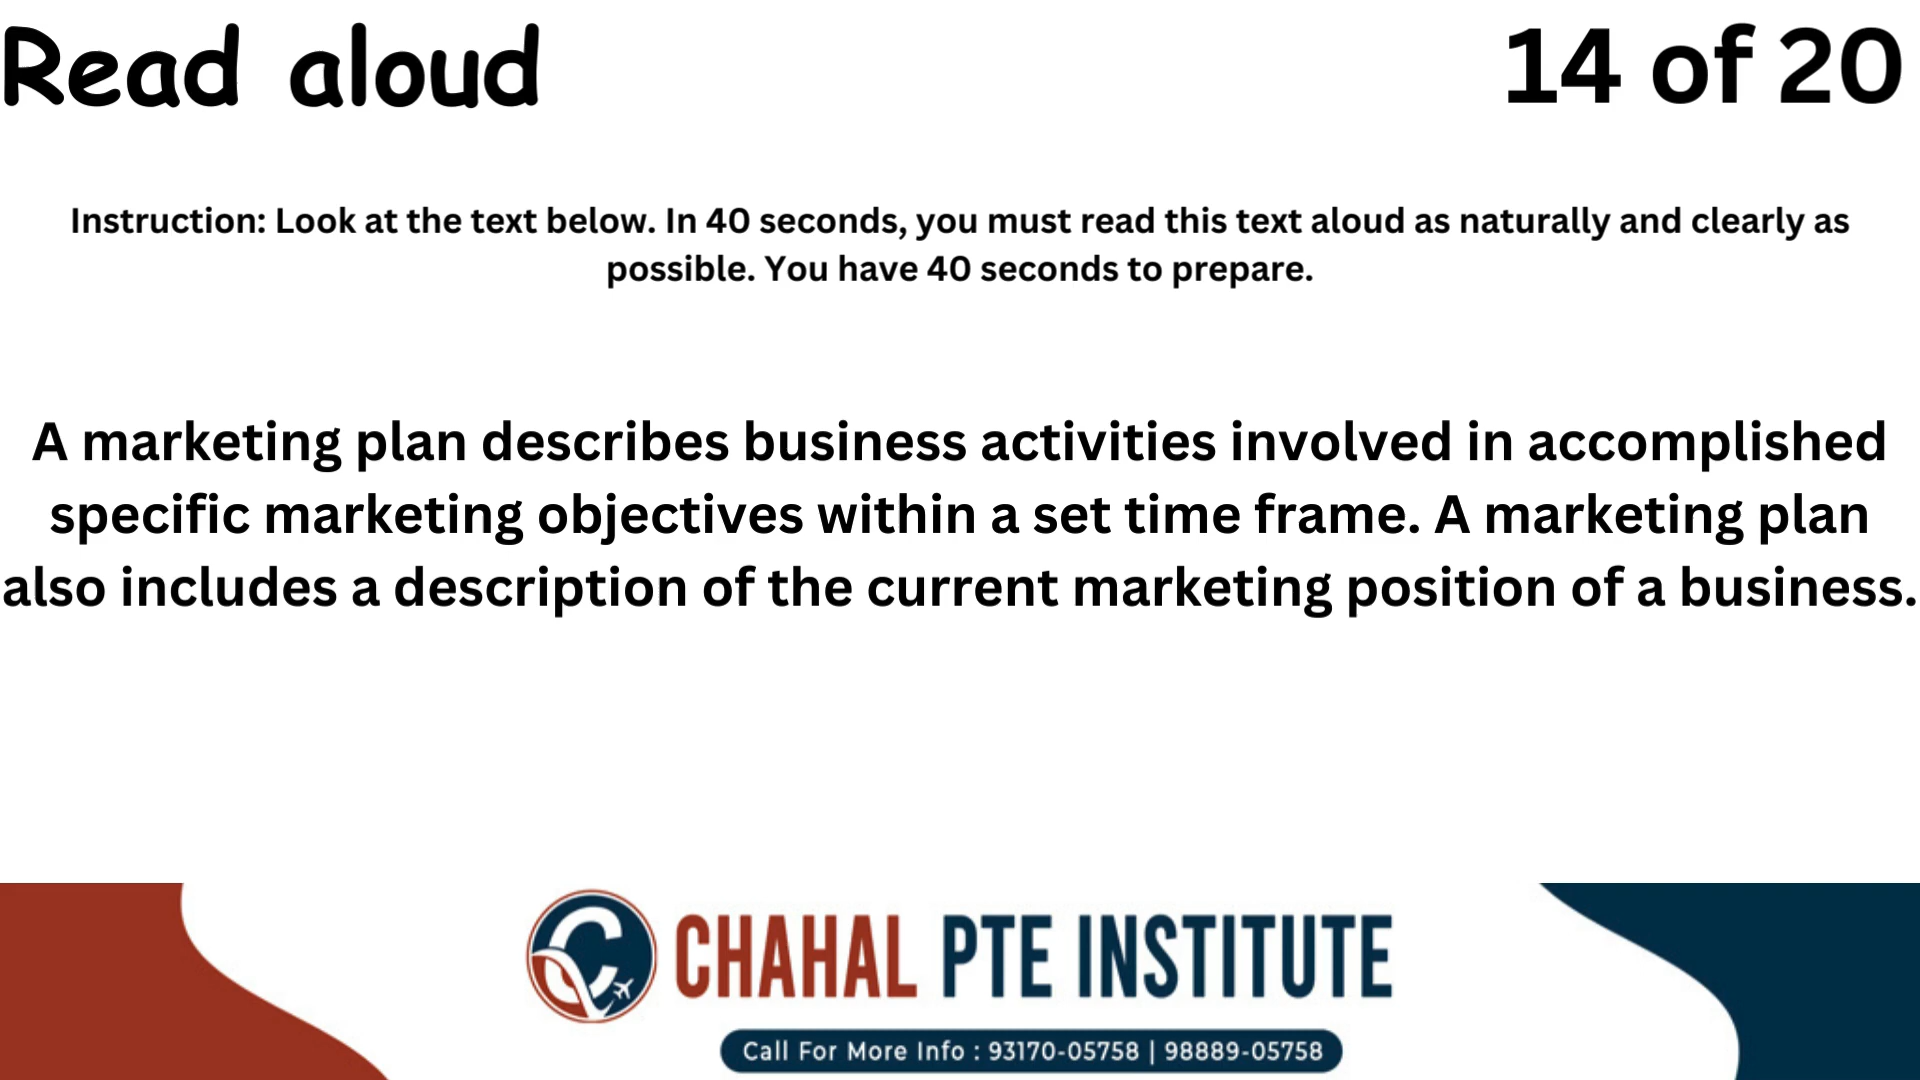 Read aloud
14 of 20
Instruction: Look at the text below. In 40 seconds, you must read this text aloud as naturally and clearly as
possible. You have 40 seconds to prepare.
A marketing plan describes business activities involved in accomplished
specific marketing objectives within a set time frame. A marketing plan
also includes a description of the current marketing position of a business.
CHAHAL PTE INSTITUTE
Call For More Info : 93170-05758 | 98889-05758